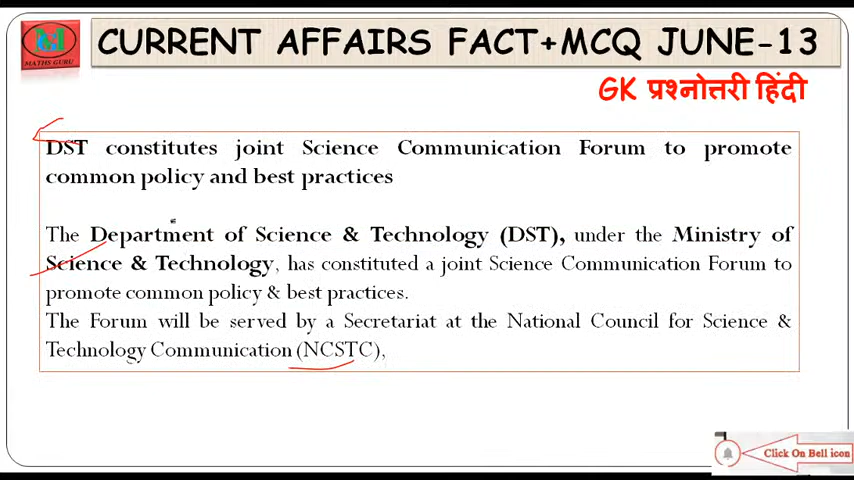 CURRENT AFFAIRS FACT+MCQ JUNE-13
MATHS GURU
GK प्रश्नोत्तरी हिंदी
DST constitutes joint Science Communication Forum to promote
common policy and best practices
The Department of Science & Technology (DST), under the Ministry of
Science & Technology, has constituted a joint Science Communication Forum to
promote common policy & best practices.
The Forum will be served by a Secretariat at the National Council for Science &
Technology Communication (NCSTC),
Click On Bell icon